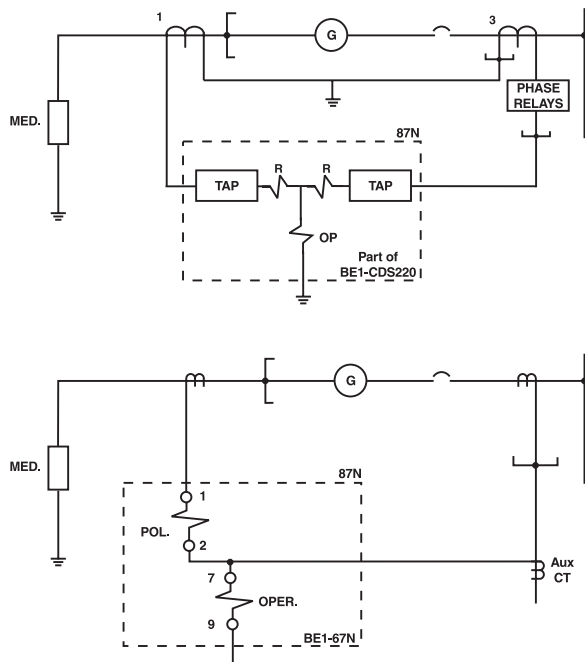 1
3
G
PHASE
RELAYS
MED.
87N
R
R
TAP
TAP
OP
Part of
BE1-CDS220
G
MED.
87N
1
POL.
2
Aux
CT
7
OPER.
9
BE1-67N